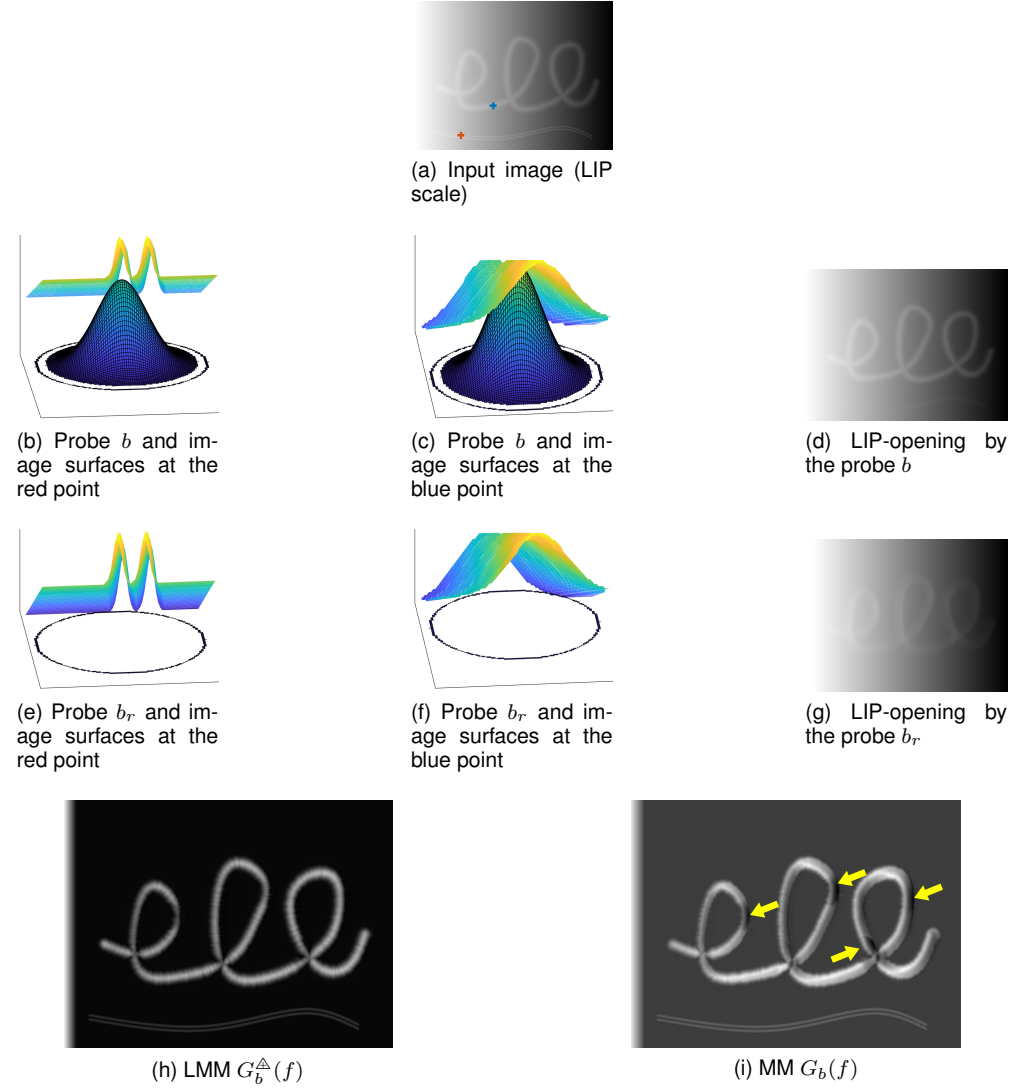 (a) Input image (LIP
scale)
(b) Probe b and im-
age surfaces at the
red point
(c) Probe b and im-
age surfaces at the
blue point
(d) LIP-opening by
the probe b
(e) Probe b_r and im-
age surfaces at the
red point
(f) Probe b_r and im-
age surfaces at the
blue point
(g) LIP-opening by
the probe b_r
(h) LMM G_b^⨹(f)
(i) MM G_b(f)